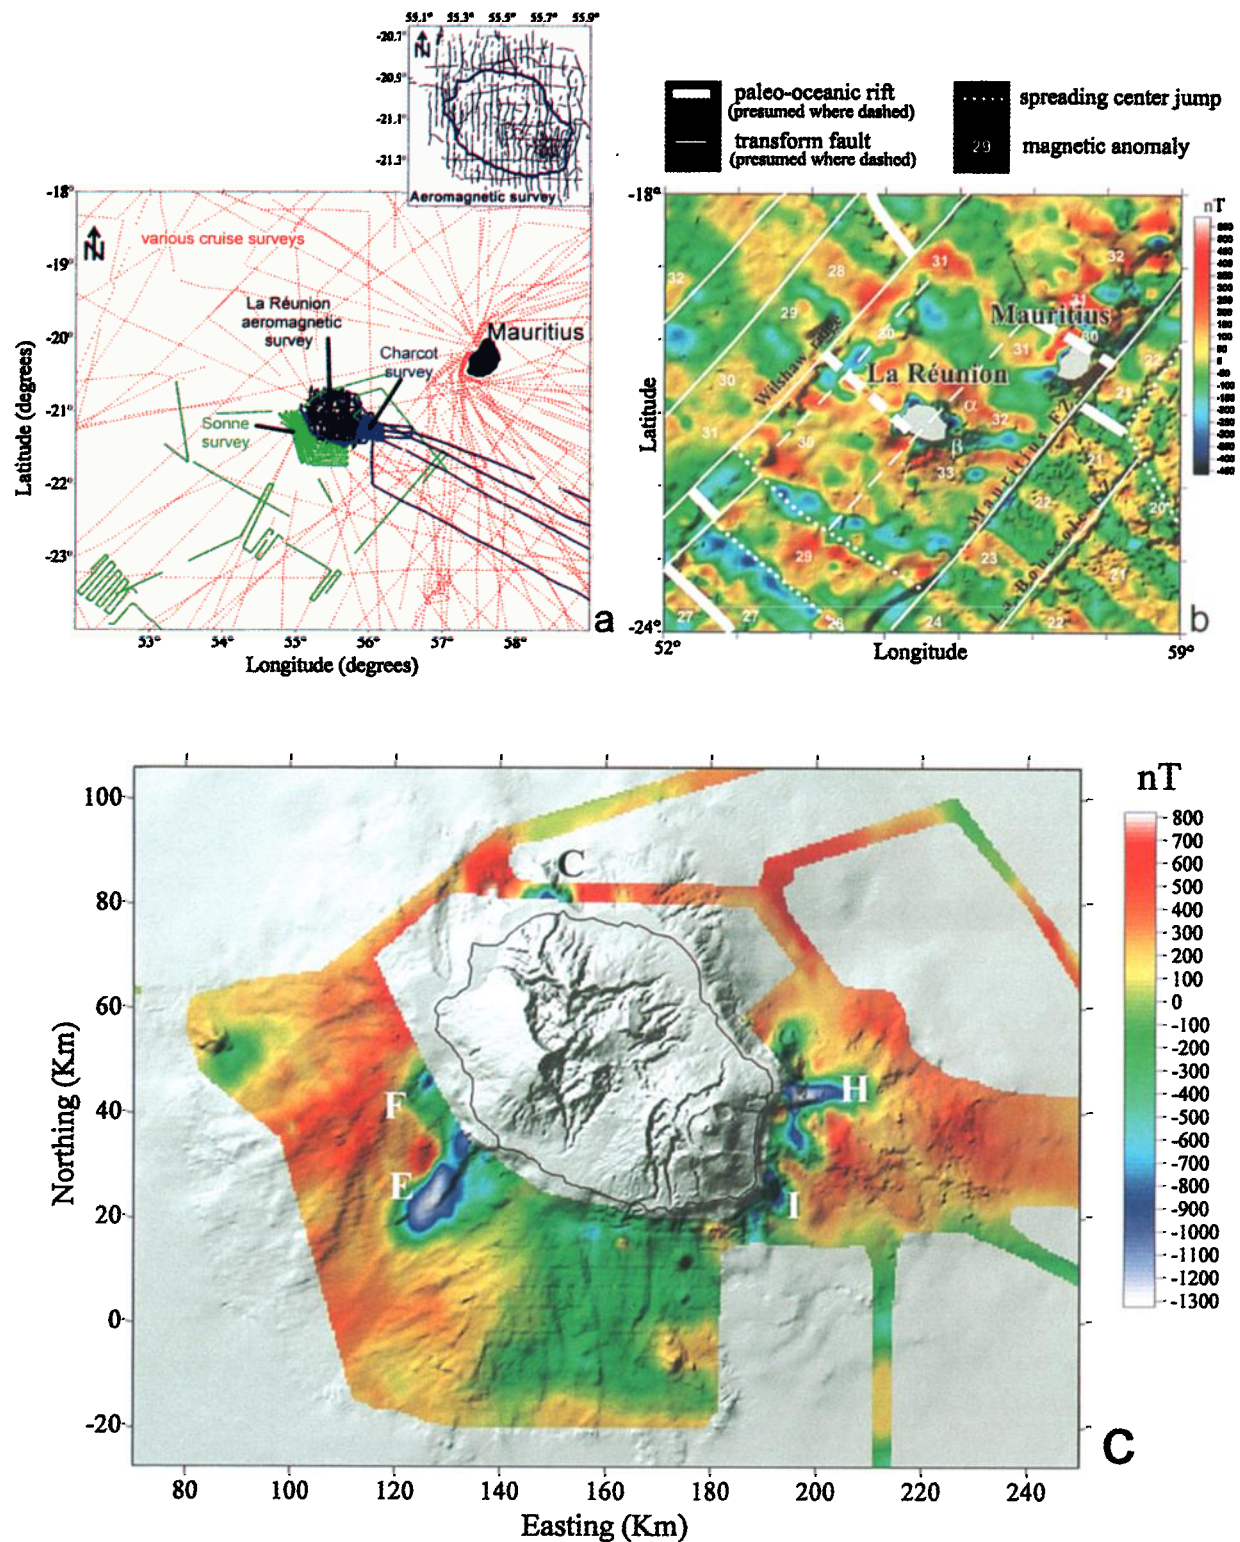 55.1° 55.3° 55.5° 55.7° 55.9°
-20.7°
-20.9°
-21.1°
-21.3°
N
Aeromagnetic survey
-18°
-19°
-20°
-21°
-22°
-23°
Latitude (degrees)
N
various cruise surveys
La Réunion
aeromagnetic
survey
Mauritius
Charcot
survey
Sonne
survey
a
53° 54° 55° 56° 57° 58°
Longitude (degrees)
paleo-oceanic rift
(presumed where dashed)
transform fault
(presumed where dashed)
spreading center jump
29
magnetic anomaly
-18°
Latitude
-24°
52°
Longitude
59°
nT
32
28
31
32
29
30
31
Mauritius
30
31
22
Wilshaw
La Réunion
30
α
32
21
31
30
β
33
Mauritius F.Z
21
22
20
29
23
21
27
27
26
24
22
b
nT
800
700
600
500
400
300
200
100
0
-100
-200
-300
-400
-500
-600
-700
-800
-900
-1000
-1100
-1200
-1300
100
80
60
40
20
0
-20
Northing (Km)
C
F
H
E
I
C
80 100 120 140 160 180 200 220 240
Easting (Km)